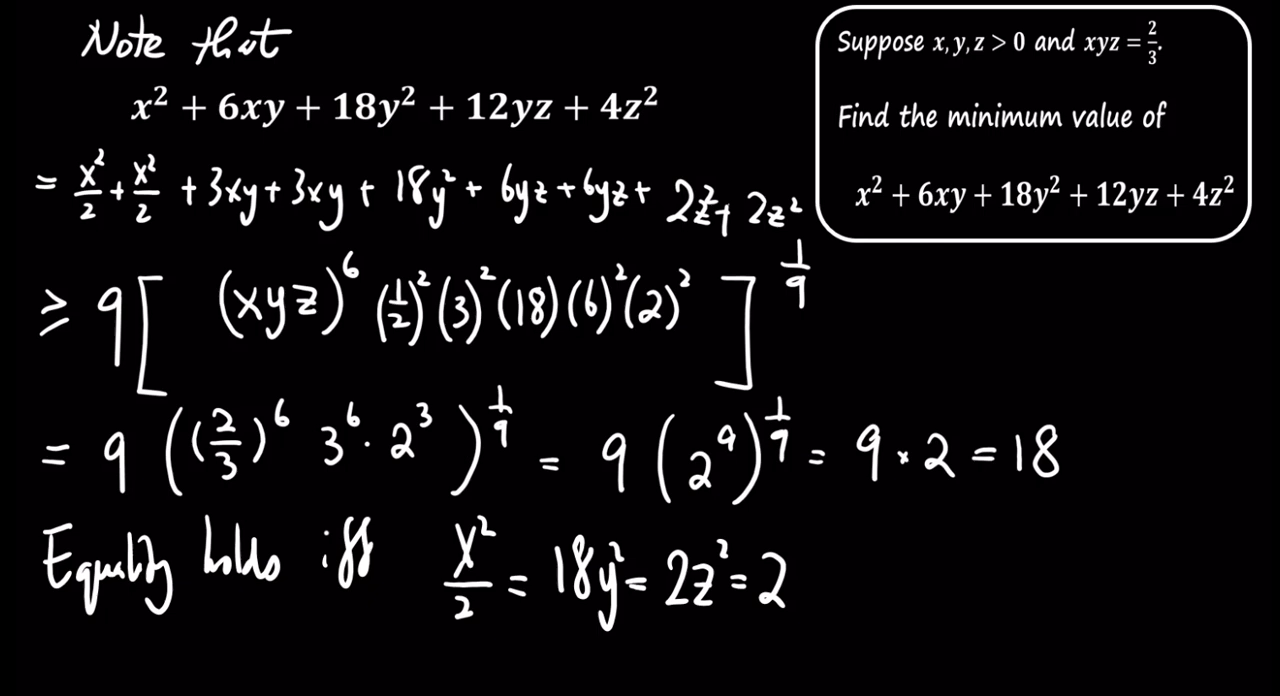 Note that
x² + 6xy + 18y² + 12yz + 4z²
= x²/2 + x²/2 + 3xy + 3xy + 18y² + 6yz + 6yz + 2z² + 2z²
≥ 9[ (xyz)⁶ (1/2)² (3)² (18) (6)² (2)² ]^(1/9)
= 9 ((2/3)⁶ 3⁶ · 2³)^(1/9) = 9 (2⁹)^(1/9) = 9 × 2 = 18
Equality holds iff x²/2 = 18y² = 2z² = 2
Suppose x, y, z > 0 and xyz = 2/3.
Find the minimum value of
x² + 6xy + 18y² + 12yz + 4z²